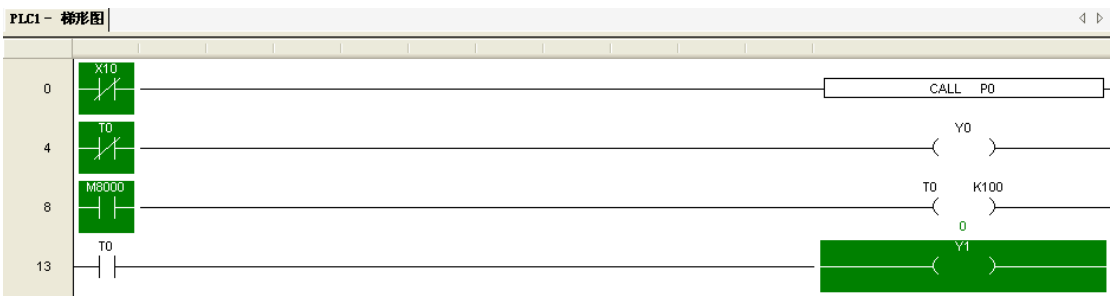 PLC1 - 梯形图
X10
0
CALL P0
T0
Y0
4
M8000
T0 K100
8
0
T0
Y1
13